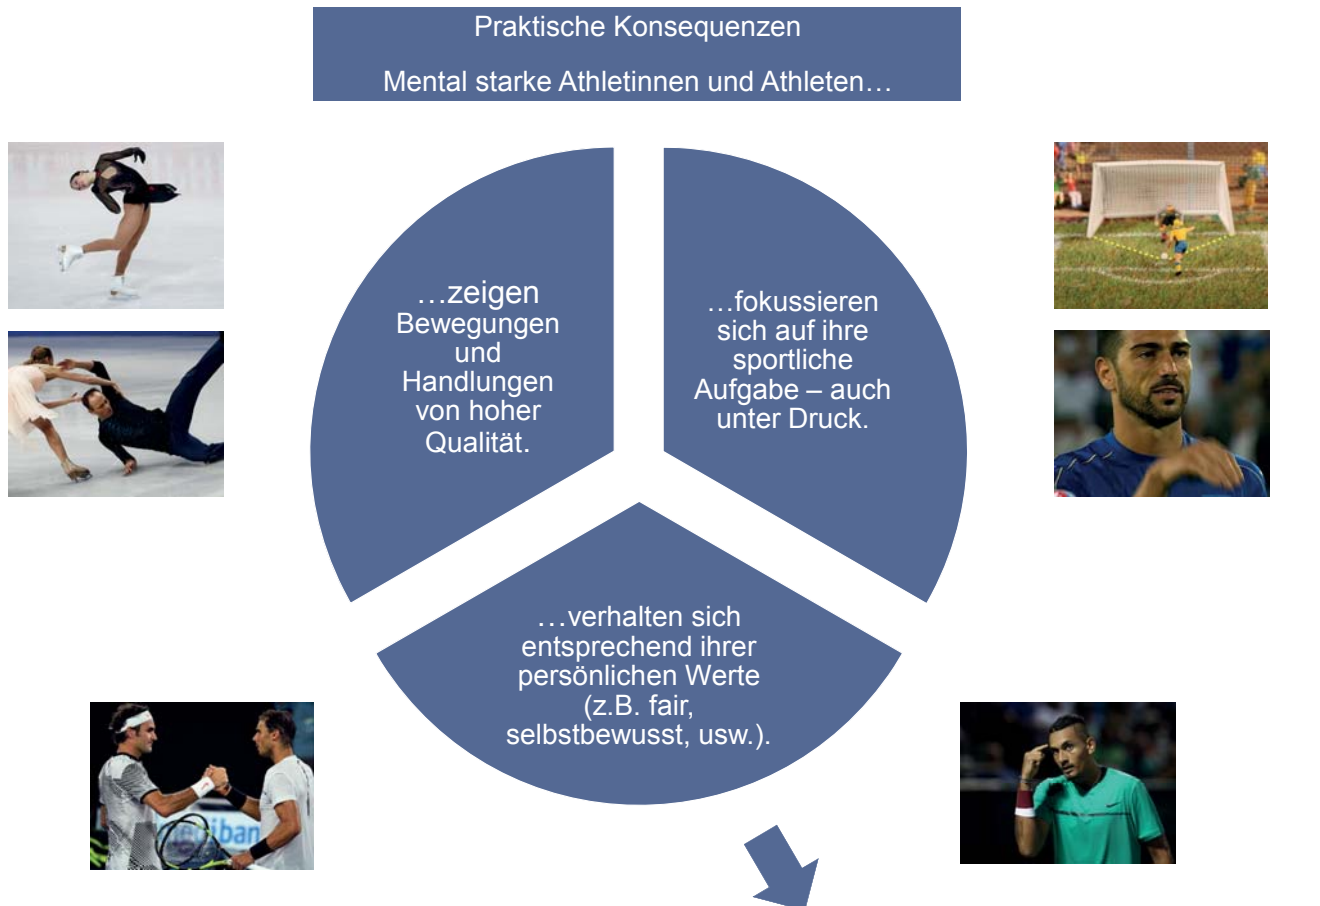 Praktische Konsequenzen
Mental starke Athletinnen und Athleten…
…zeigen
Bewegungen
und
Handlungen
von hoher
Qualität.
…fokussieren
sich auf ihre
sportliche
Aufgabe – auch
unter Druck.
…verhalten sich
entsprechend ihrer
persönlichen Werte
(z.B. fair,
selbstbewusst, usw.).